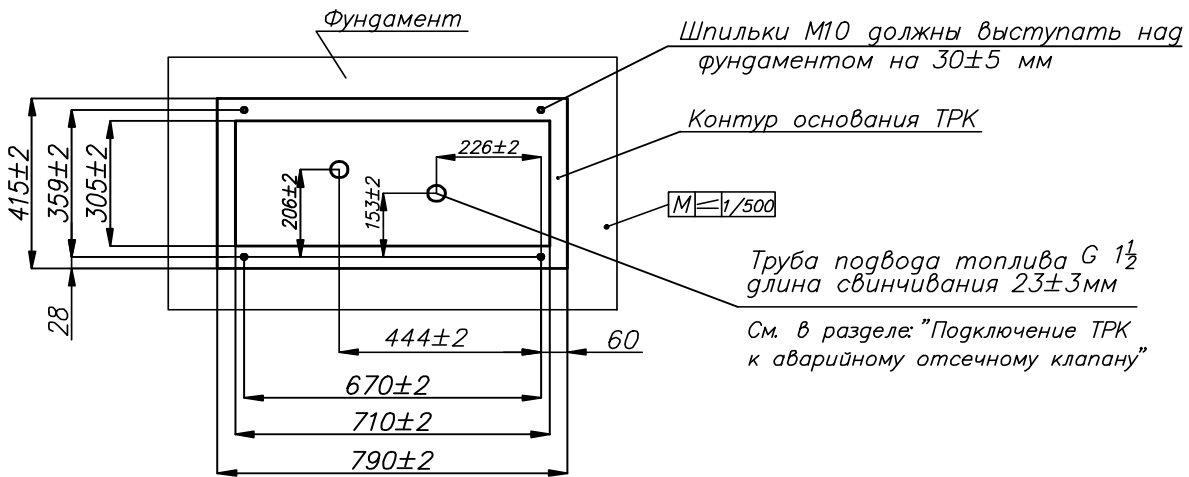 Фундамент
Шпильки М10 должны выступать над
фундаментом на 30±5 мм
Контур основания ТРК
415±2
359±2
305±2
206±2
153±2
226±2
М ≤ 1/500
Труба подвода топлива G 1½
длина свинчивания 23±3мм
См. в разделе: "Подключение ТРК
к аварийному отсечному клапану"
28
444±2
60
670±2
710±2
790±2